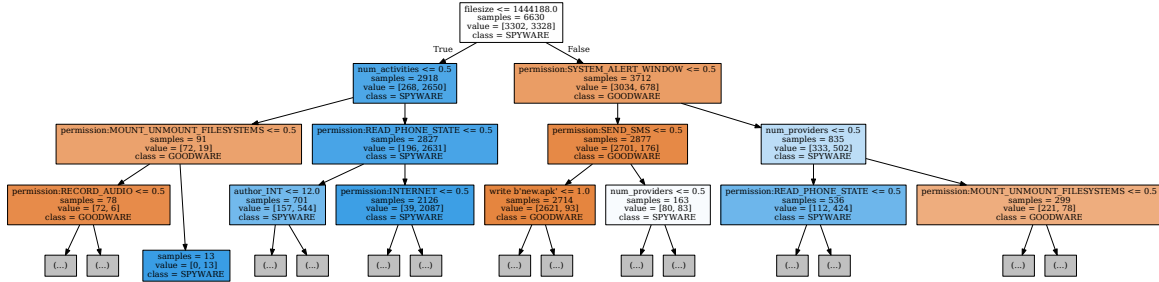 filesize <= 1444188.0
samples = 6630
value = [3302, 3328]
class = SPYWARE
True
False
num_activities <= 0.5
samples = 2918
value = [268, 2650]
class = SPYWARE
permission:SYSTEM_ALERT_WINDOW <= 0.5
samples = 3712
value = [3034, 678]
class = GOODWARE
permission:MOUNT_UNMOUNT_FILESYSTEMS <= 0.5
samples = 91
value = [72, 19]
class = GOODWARE
permission:READ_PHONE_STATE <= 0.5
samples = 2827
value = [196, 2631]
class = SPYWARE
permission:SEND_SMS <= 0.5
samples = 2877
value = [2701, 176]
class = GOODWARE
num_providers <= 0.5
samples = 835
value = [333, 502]
class = SPYWARE
permission:RECORD_AUDIO <= 0.5
samples = 78
value = [72, 6]
class = GOODWARE
author_INT <= 12.0
samples = 701
value = [157, 544]
class = SPYWARE
permission:INTERNET <= 0.5
samples = 2126
value = [39, 2087]
class = SPYWARE
write b'new.apk' <= 1.0
samples = 2714
value = [2621, 93]
class = GOODWARE
num_providers <= 0.5
samples = 163
value = [80, 83]
class = SPYWARE
permission:READ_PHONE_STATE <= 0.5
samples = 536
value = [112, 424]
class = SPYWARE
permission:MOUNT_UNMOUNT_FILESYSTEMS <= 0.5
samples = 299
value = [221, 78]
class = GOODWARE
(...)
(...)
samples = 13
value = [0, 13]
class = SPYWARE
(...)
(...)
(...)
(...)
(...)
(...)
(...)
(...)
(...)
(...)
(...)
(...)